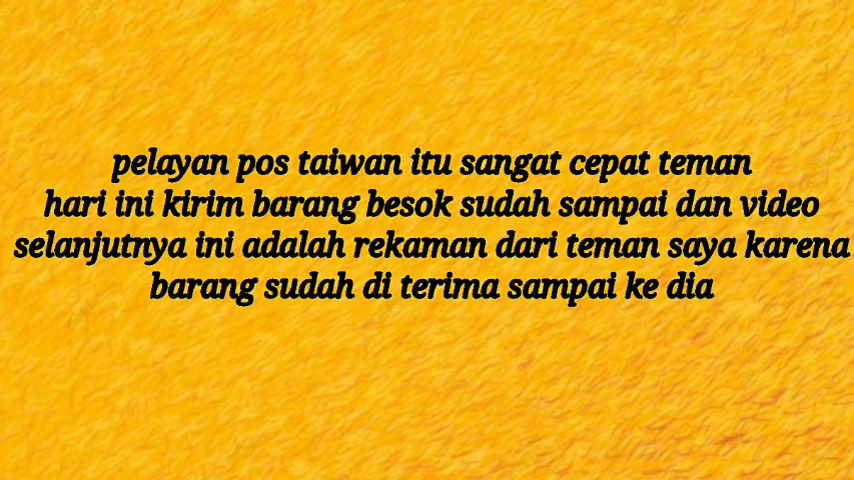 pelayan pos taiwan itu sangat cepat teman
hari ini kirim barang besok sudah sampai dan video
selanjutnya ini adalah rekaman dari teman saya karena
barang sudah di terima sampai ke dia